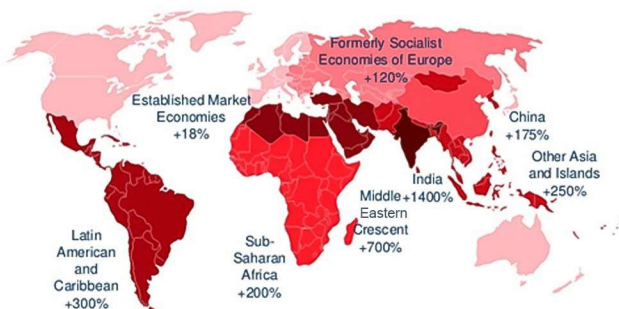 Formerly Socialist
Economies of Europe
+120%
Established Market
Economies
+18%
China
+175%
Other Asia
and Islands
+250%
India
+1400%
Middle
Eastern
Crescent
+700%
Sub-
Saharan
Africa
+200%
Latin
American
and
Caribbean
+300%